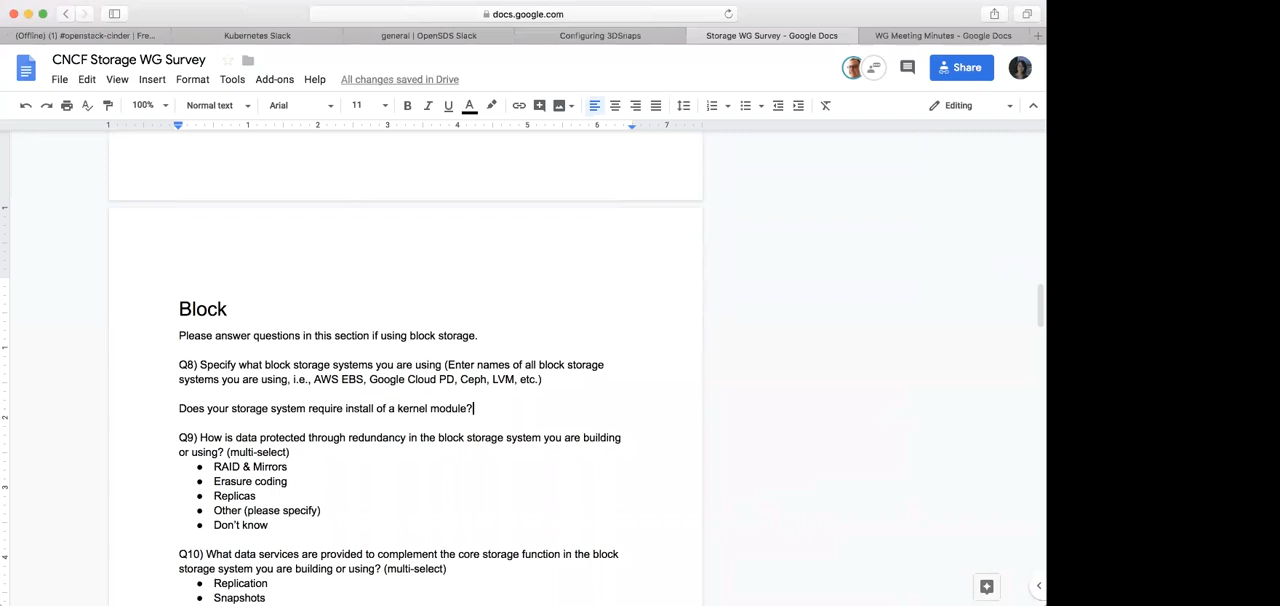 docs.google.com
(Offline) (1) #openstack-cinder | Fre...
Kubernetes Slack
general | OpenSDS Slack
Configuring 3DSnaps
Storage WG Survey - Google Docs
WG Meeting Minutes - Google Docs
CNCF Storage WG Survey
File Edit View Insert Format Tools Add-ons Help All changes saved in Drive
Share
100% Normal text Arial 11 B I U A Editing
1 1 2 3 4 5 6 7
Block
Please answer questions in this section if using block storage.
Q8) Specify what block storage systems you are using (Enter names of all block storage
systems you are using, i.e., AWS EBS, Google Cloud PD, Ceph, LVM, etc.)
Does your storage system require install of a kernel module?
Q9) How is data protected through redundancy in the block storage system you are building
or using? (multi-select)
● RAID & Mirrors
● Erasure coding
● Replicas
● Other (please specify)
● Don't know
Q10) What data services are provided to complement the core storage function in the block
storage system you are building or using? (multi-select)
● Replication
● Snapshots